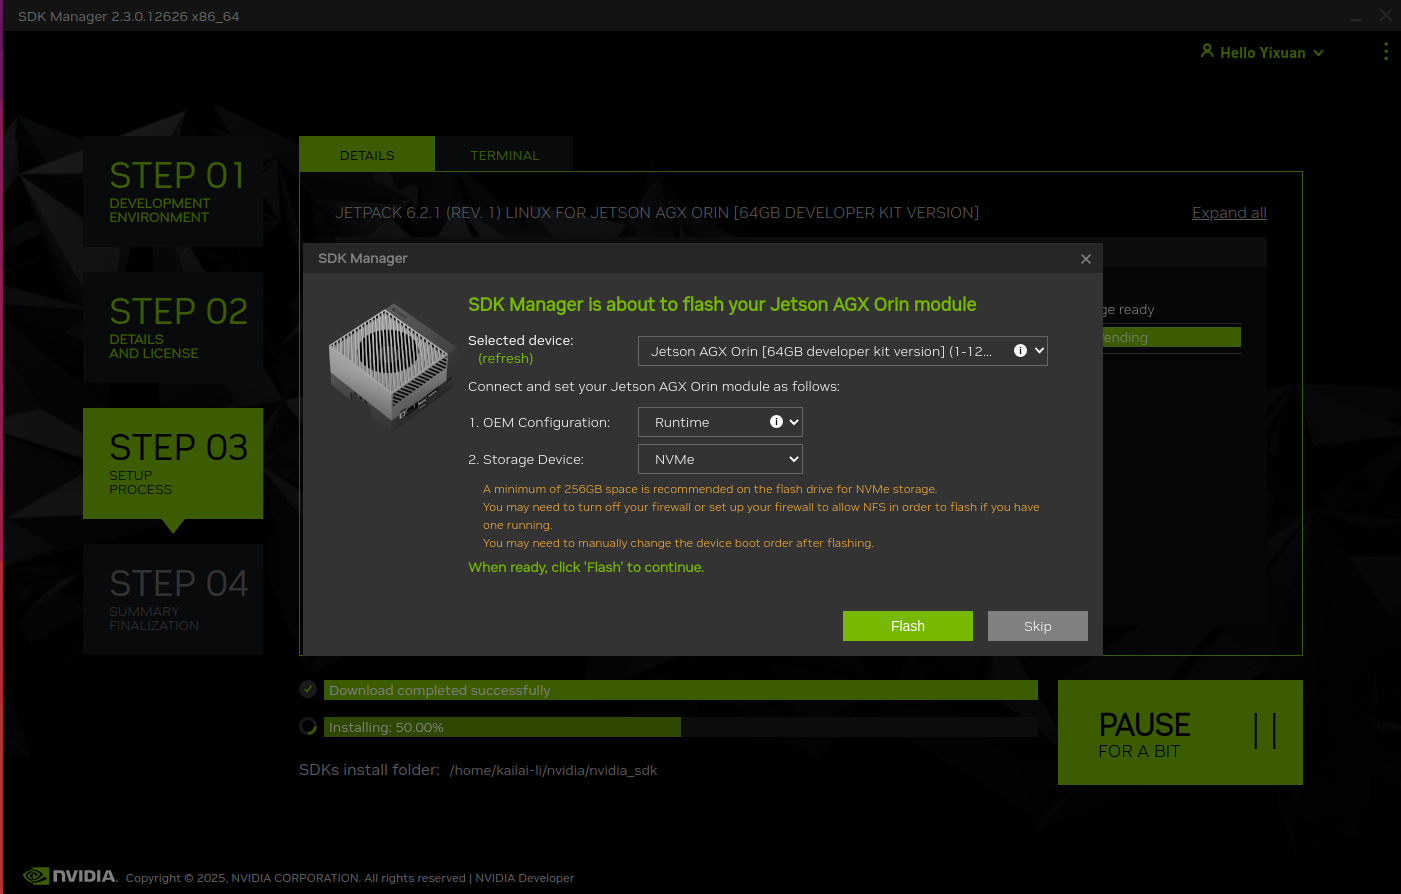 SDK Manager 2.3.0.12626 x86_64
Hello Yixuan
STEP 01
DEVELOPMENT
ENVIRONMENT
STEP 02
DETAILS
AND LICENSE
STEP 03
SETUP
PROCESS
STEP 04
SUMMARY
FINALIZATION
DETAILS
TERMINAL
JETPACK 6.2.1 (REV. 1) LINUX FOR JETSON AGX ORIN [64GB DEVELOPER KIT VERSION]
Expand all
ge ready
ending
SDK Manager
SDK Manager is about to flash your Jetson AGX Orin module
Selected device:
(refresh)
Jetson AGX Orin [64GB developer kit version] (1-12...
Connect and set your Jetson AGX Orin module as follows:
1. OEM Configuration:
Runtime
2. Storage Device:
NVMe
A minimum of 256GB space is recommended on the flash drive for NVMe storage.
You may need to turn off your firewall or set up your firewall to allow NFS in order to flash if you have
one running.
You may need to manually change the device boot order after flashing.
When ready, click 'Flash' to continue.
Flash
Skip
Download completed successfully
Installing: 50.00%
SDKs install folder: /home/kailai-li/nvidia/nvidia_sdk
PAUSE
FOR A BIT
NVIDIA. Copyright © 2025, NVIDIA CORPORATION. All rights reserved | NVIDIA Developer